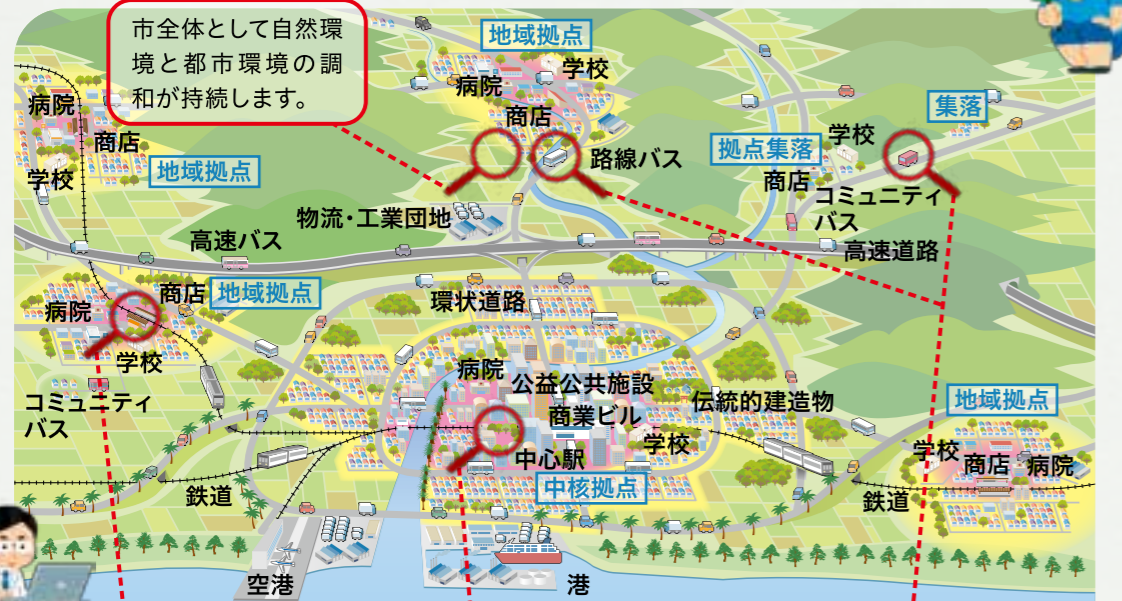 市全体として自然環
境と都市環境の調
和が持続します。
地域拠点
学校
病院
商店
路線バス
病院
商店
学校
地域拠点
集落
学校
拠点集落
商店
コミュニティ
バス
物流・工業団地
高速バス
高速道路
商店
地域拠点
病院
学校
コミュニティ
バス
環状道路
病院
公益公共施設
商業ビル
伝統的建造物
学校
中心駅
中核拠点
地域拠点
学校
商店
病院
鉄道
鉄道
空港
港